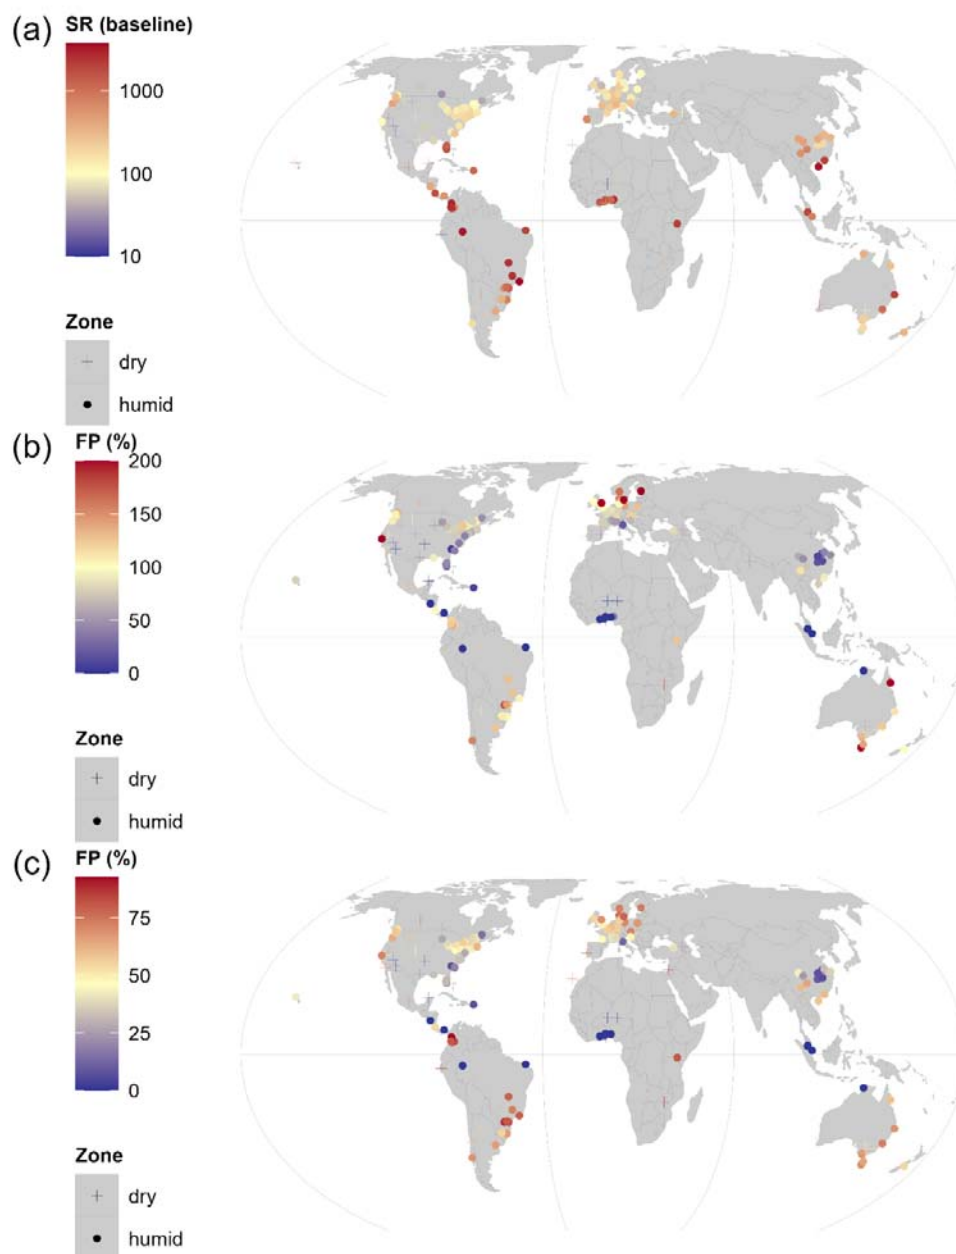 (a)
SR (baseline)
1000
100
10
Zone
dry
humid
(b)
FP (%)
200
150
100
50
0
Zone
dry
humid
(c)
FP (%)
75
50
25
0
Zone
dry
humid